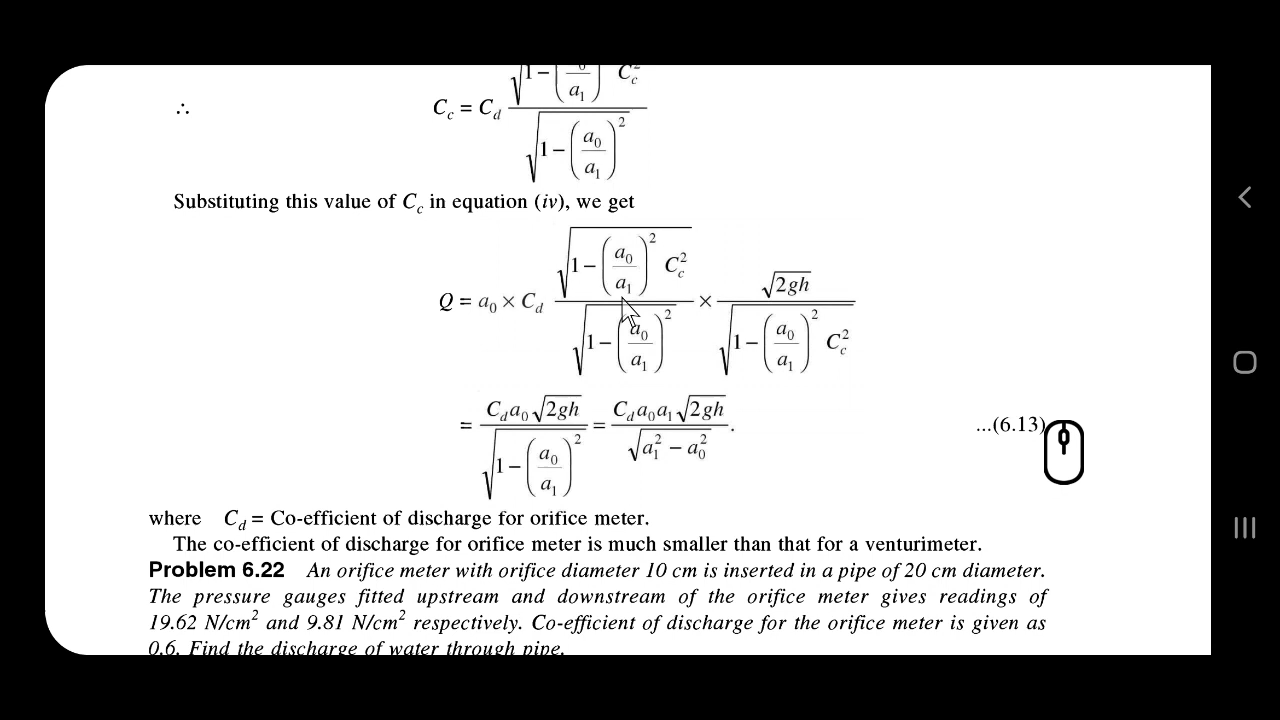 ∴ C_c = C_d √(1 − (a_0/a_1)² C_c²) / √(1 − (a_0/a_1)²)
Substituting this value of C_c in equation (iv), we get
Q = a_0 × C_d √(1 − (a_0/a_1)² C_c²) / √(1 − (a_0/a_1)²) × √2gh / √(1 − (a_0/a_1)² C_c²)
= C_d a_0 √2gh / √(1 − (a_0/a_1)²) = C_d a_0 a_1 √2gh / √(a_1² − a_0²). ...(6.13)
where C_d = Co-efficient of discharge for orifice meter.
The co-efficient of discharge for orifice meter is much smaller than that for a venturimeter.
Problem 6.22 An orifice meter with orifice diameter 10 cm is inserted in a pipe of 20 cm diameter.
The pressure gauges fitted upstream and downstream of the orifice meter gives readings of
19.62 N/cm² and 9.81 N/cm² respectively. Co-efficient of discharge for the orifice meter is given as
0.6. Find the discharge of water through pipe.